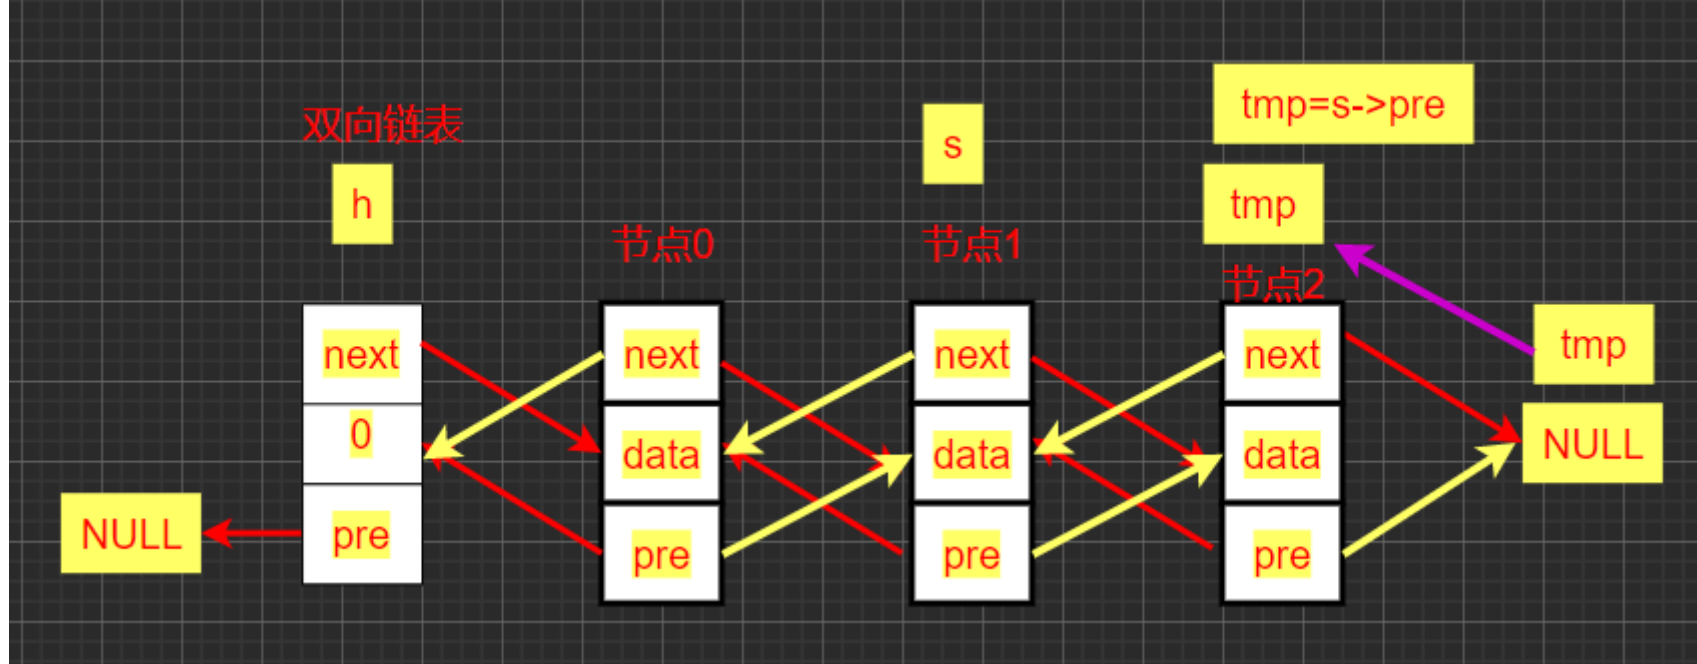 双向链表
h
s
tmp=s->pre
tmp
节点0
节点1
节点2
tmp
next
next
next
next
0
data
data
data
NULL
NULL
pre
pre
pre
pre